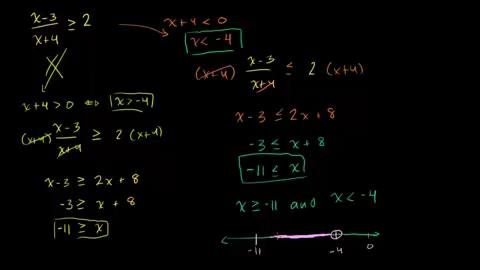 (x-3)/(x+4) ≥ 2
x+4 > 0 ⇔ x > -4
(x+4) (x-3)/(x+4) ≥ 2 (x+4)
x-3 ≥ 2x + 8
-3 ≥ x + 8
-11 ≥ x
x+4 < 0
x < -4
(x+4) (x-3)/(x+4) ≤ 2 (x+4)
x-3 ≤ 2x + 8
-3 ≤ x + 8
-11 ≤ x
x ≥ -11 and x < -4
-11 -4 0